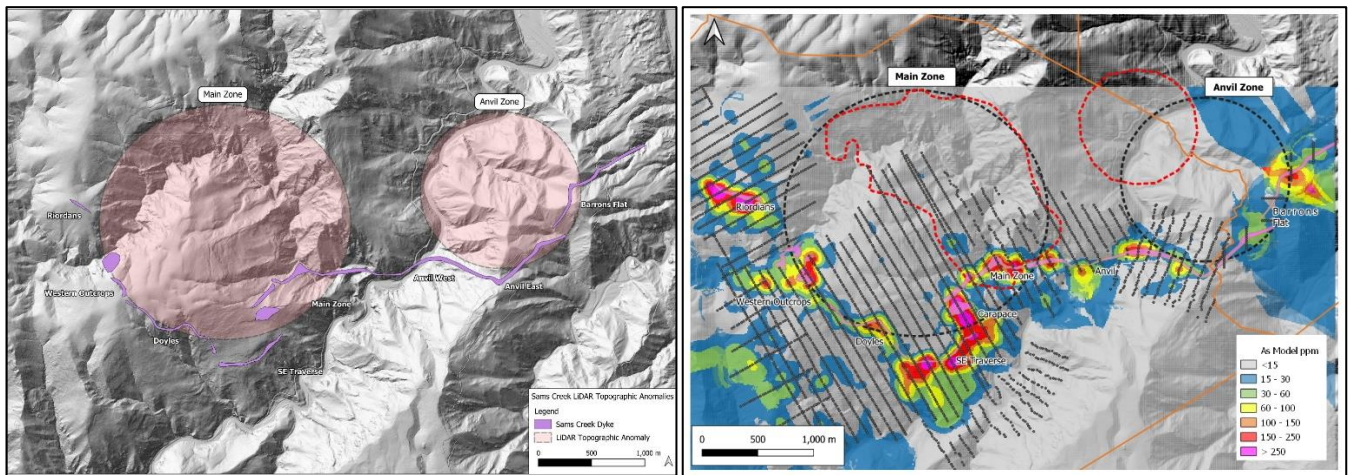 Main Zone
Anvil Zone
Riordans
Barrons Flat
Western Outcrops
Anvil West
Anvil East
Main Zone
Doyles
SE Traverse
Sams Creek LiDAR Topographic Anomalies
Legend
Sams Creek Dyke
LiDAR Topographic Anomaly
0 500 1,000 m
Main Zone
Anvil Zone
Riordians
Barrons
Flat
Main Zone
Anvil
Western Outcrops
Carapace
Doyles
SE Traverse
As Model ppm
<15
15 - 30
30 - 60
60 - 100
100 - 150
150 - 250
> 250
0 500 1,000 m